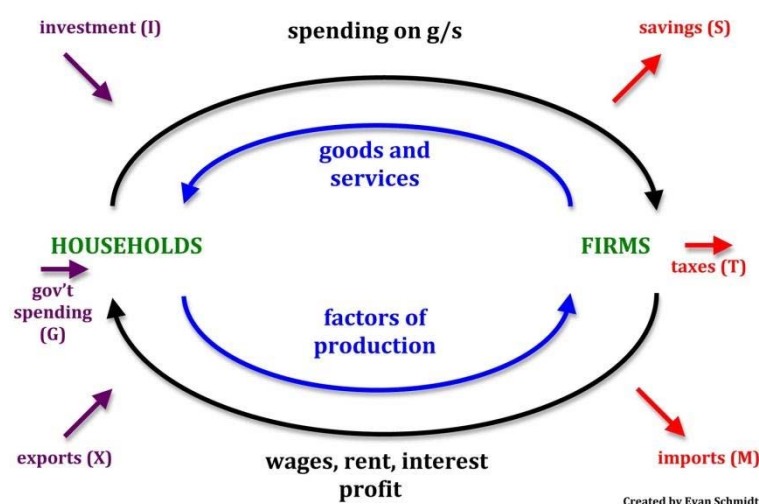 investment (I)
spending on g/s
savings (S)
goods and
services
HOUSEHOLDS
FIRMS
taxes (T)
gov't
spending
(G)
factors of
production
exports (X)
wages, rent, interest
profit
imports (M)
Created by Evan Schmidt